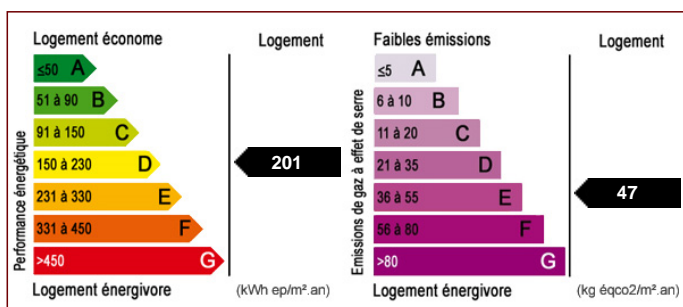 Logement économe
Logement
≤50 A
51 à 90 B
91 à 150 C
150 à 230 D
231 à 330 E
331 à 450 F
>450 G
201
Performance énergétique
Logement énergivore
(kWh ep/m².an)
Faibles émissions
Logement
≤5 A
6 à 10 B
11 à 20 C
21 à 35 D
36 à 55 E
56 à 80 F
>80 G
47
Emissions de gaz à effet de serre
Logement énergivore
(kg éqco2/m².an)